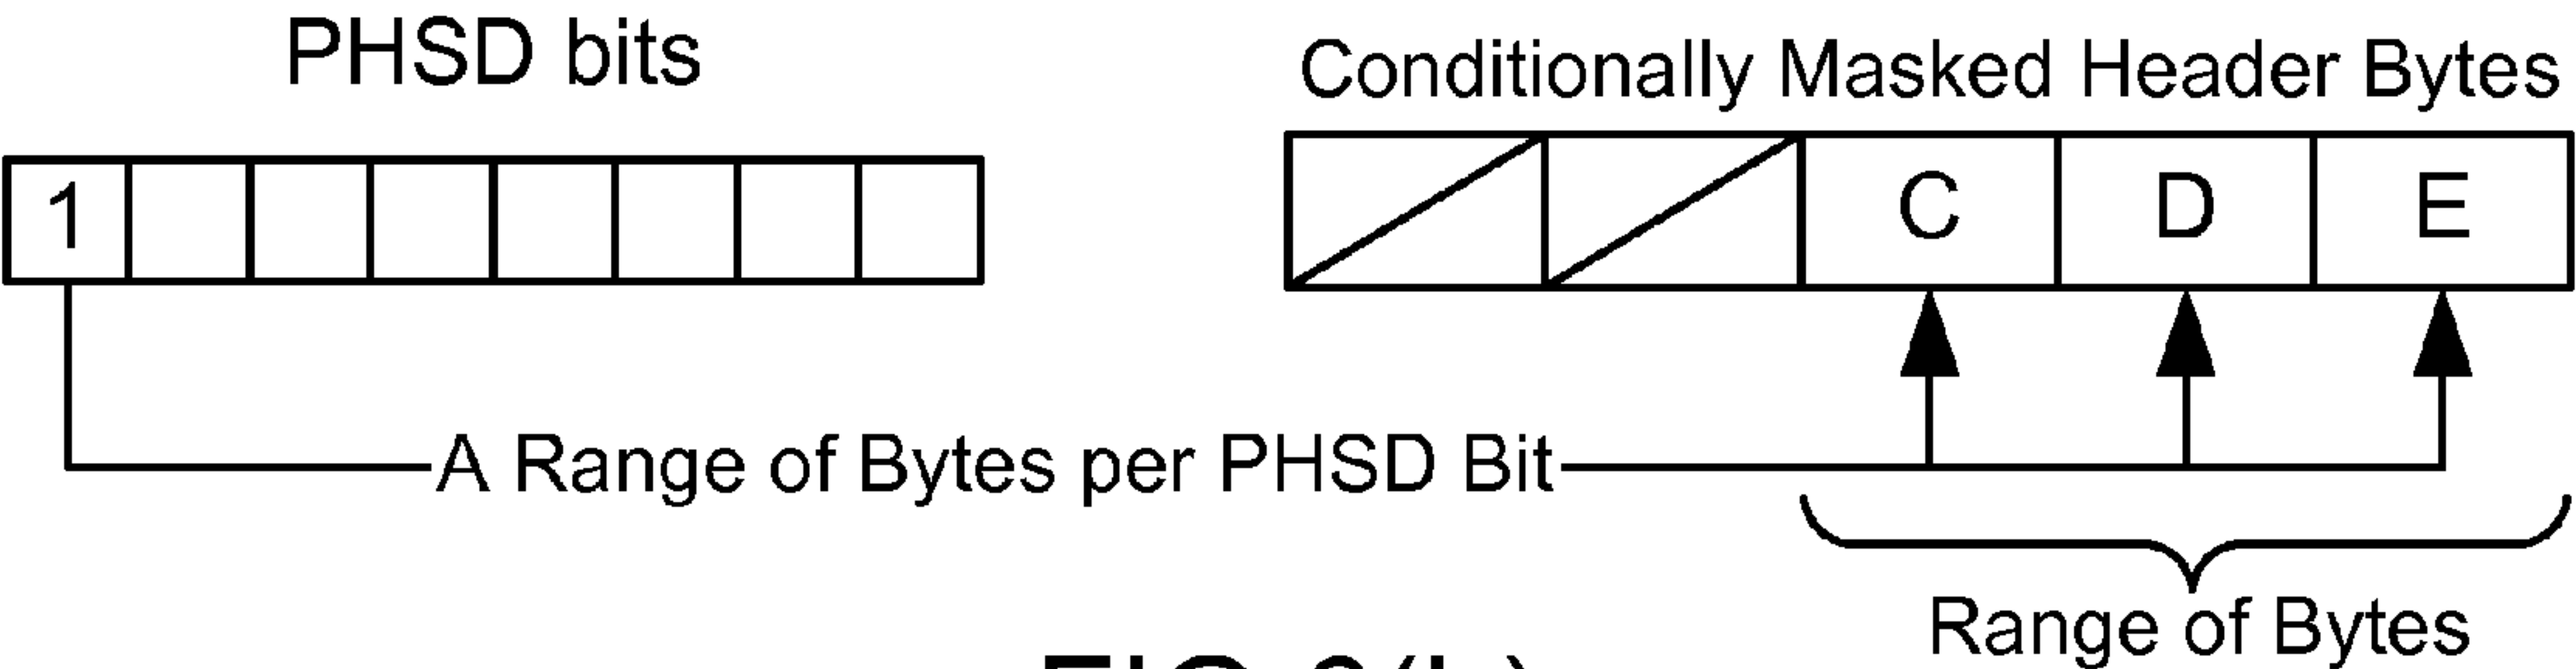 PHSD bits
Conditionally Masked Header Bytes
1
C D E
A Range of Bytes per PHSD Bit
Range of Bytes